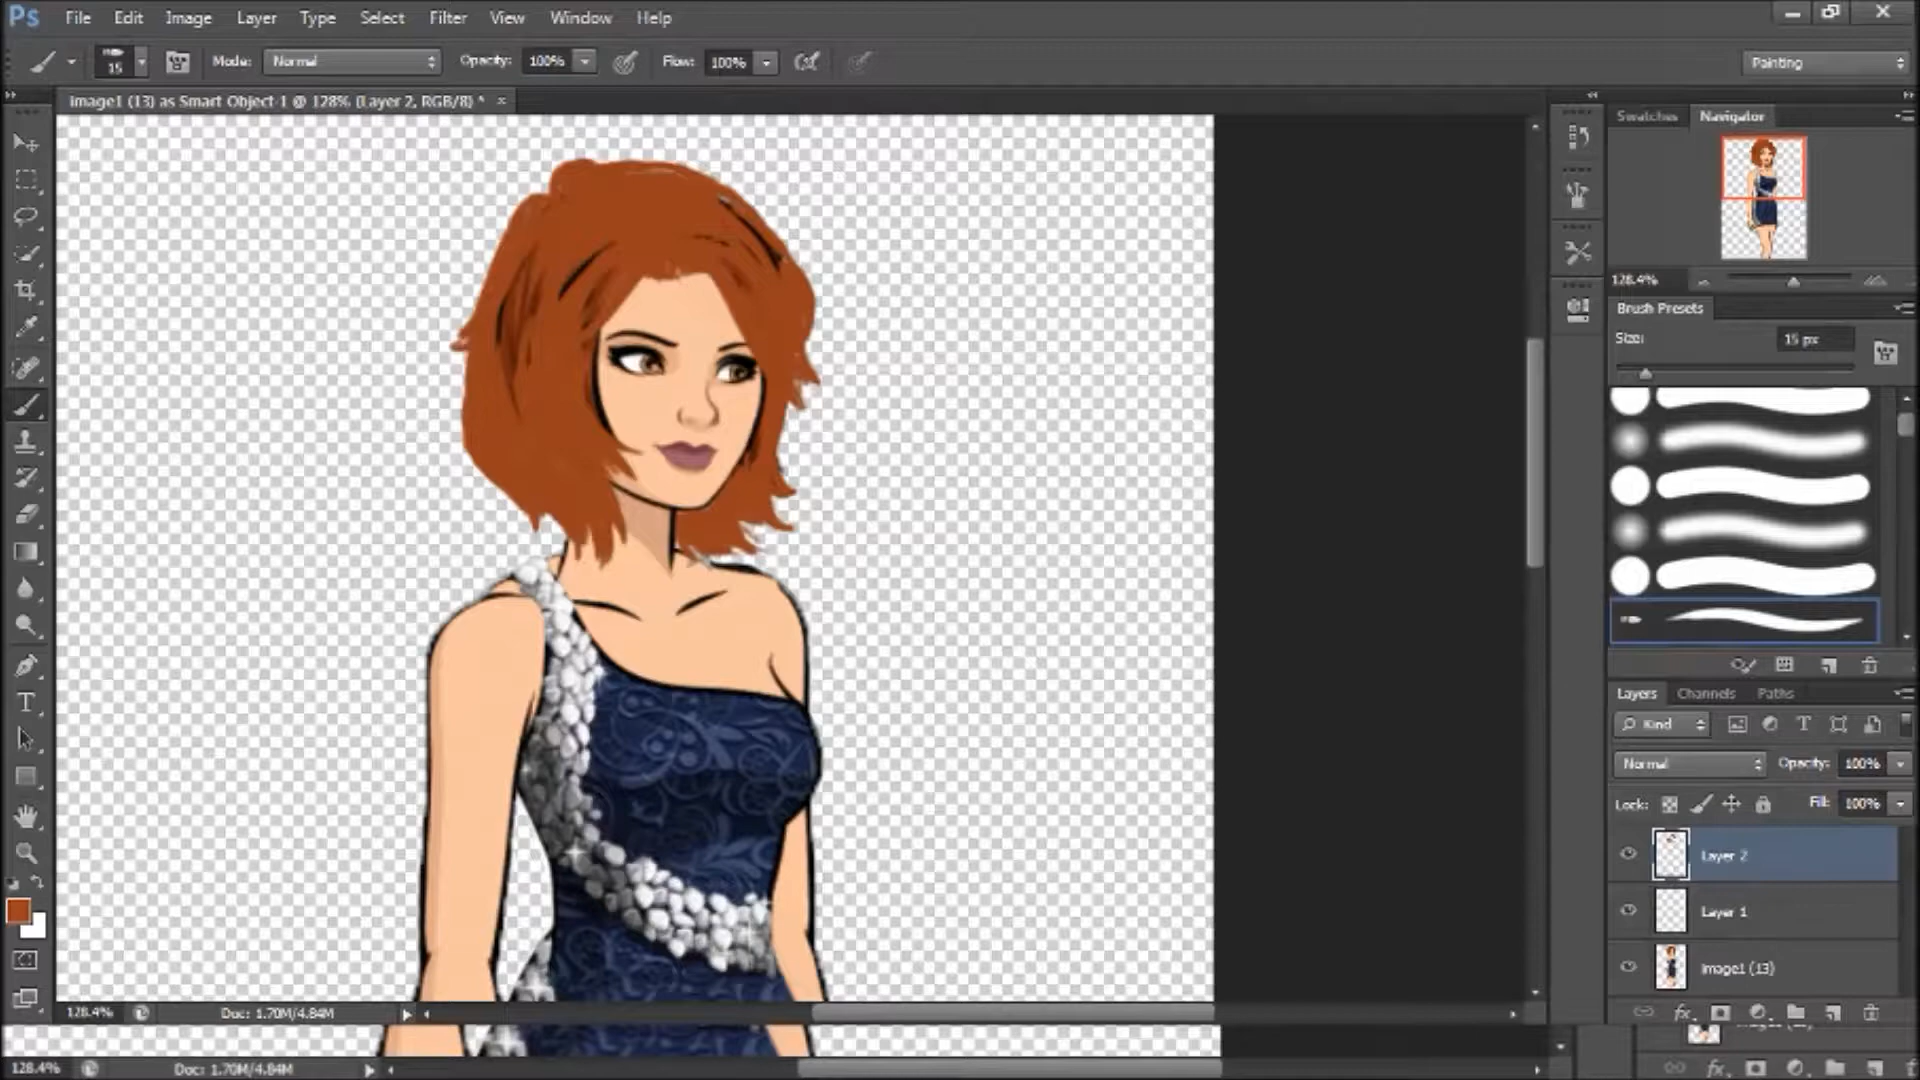 Ps File Edit Image Layer Type Select Filter View Window Help
15 Mode: Normal Opacity: 100% Flow: 100% Painting
image1 (13) as Smart Object-1 @ 128% (Layer 2, RGB/8) *
Swatches Navigator
128.4%
Brush Presets
Size: 15 px
Layers Channels Paths
Kind
Normal Opacity: 100%
Lock: Fill: 100%
Layer 2
Layer 1
image1 (13)
128.4% Doc: 1.70M/4.84M
128.4% Doc: 1.70M/4.84M